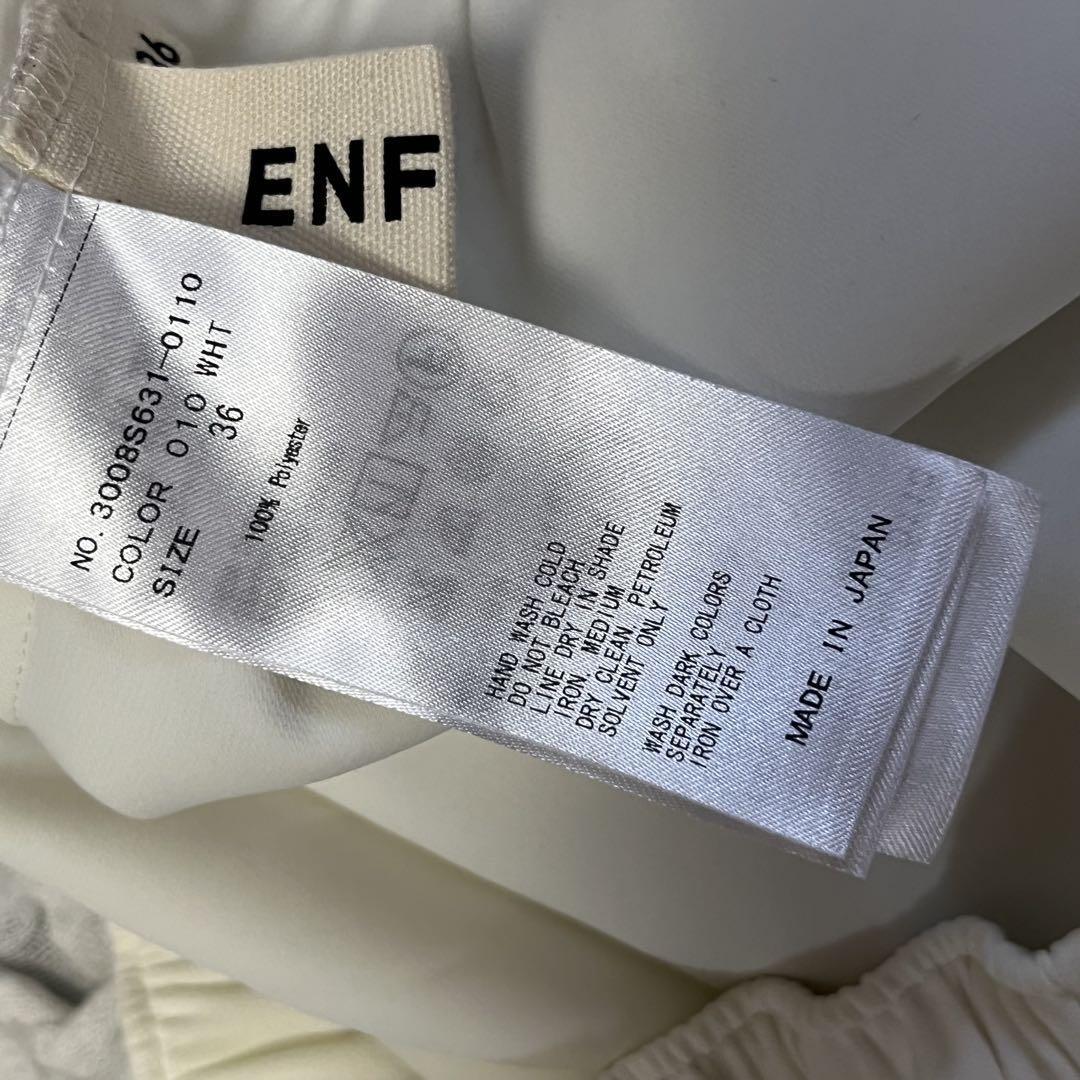 36
ENF
NO. 3008S631-0110
COLOR 010 WHT
SIZE 36
100% Polyester
HAND WASH COLD
DO NOT BLEACH
LINE DRY IN SHADE
IRON MEDIUM
DRY CLEAN, PETROLEUM
SOLVENT ONLY
WASH DARK COLORS
SEPARATELY
IRON OVER A CLOTH
MADE IN JAPAN